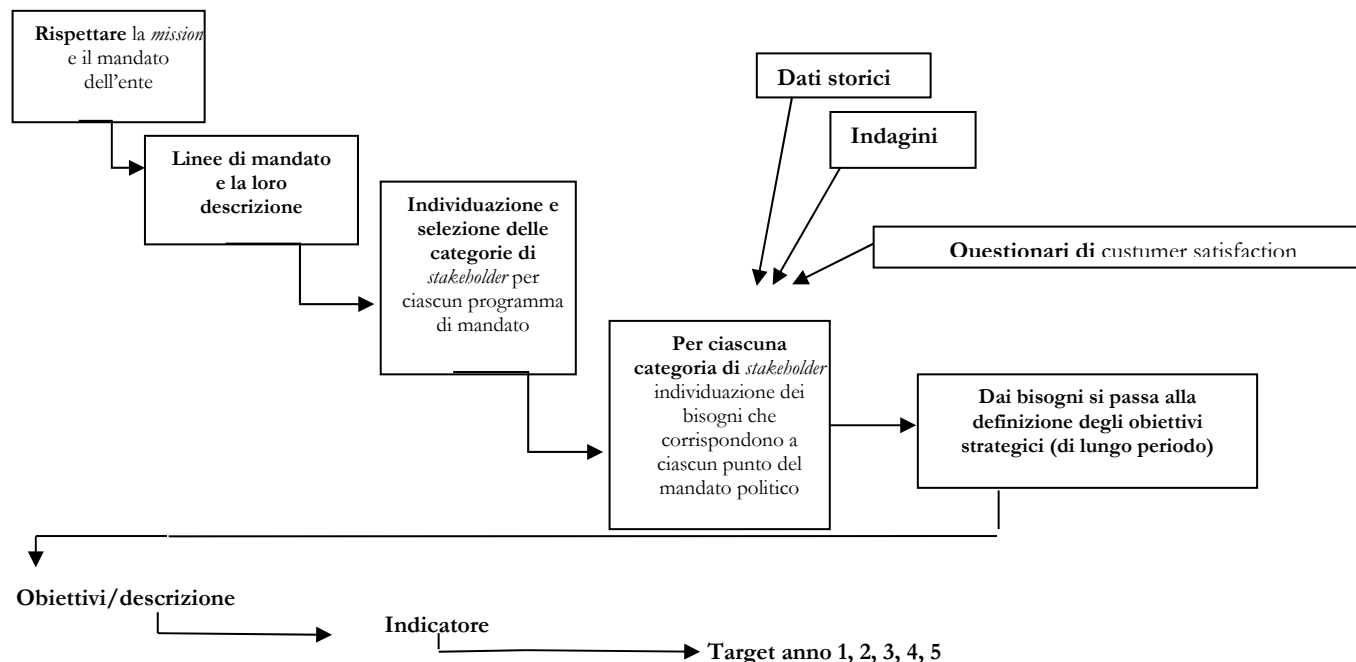 Rispettare la mission
e il mandato
dell'ente
Dati storici
Indagini
Linee di mandato
e la loro
descrizione
Individuazione e
selezione delle
categorie di
stakeholder per
ciascun programma
di mandato
Questionari di custumer satisfaction
Per ciascuna
categoria di stakeholder
individuazione dei
bisogni che
corrispondono a
ciascun punto del
mandato politico
Dai bisogni si passa alla
definizione degli obiettivi
strategici (di lungo periodo)
Obiettivi/descrizione
Indicatore
Target anno 1, 2, 3, 4, 5